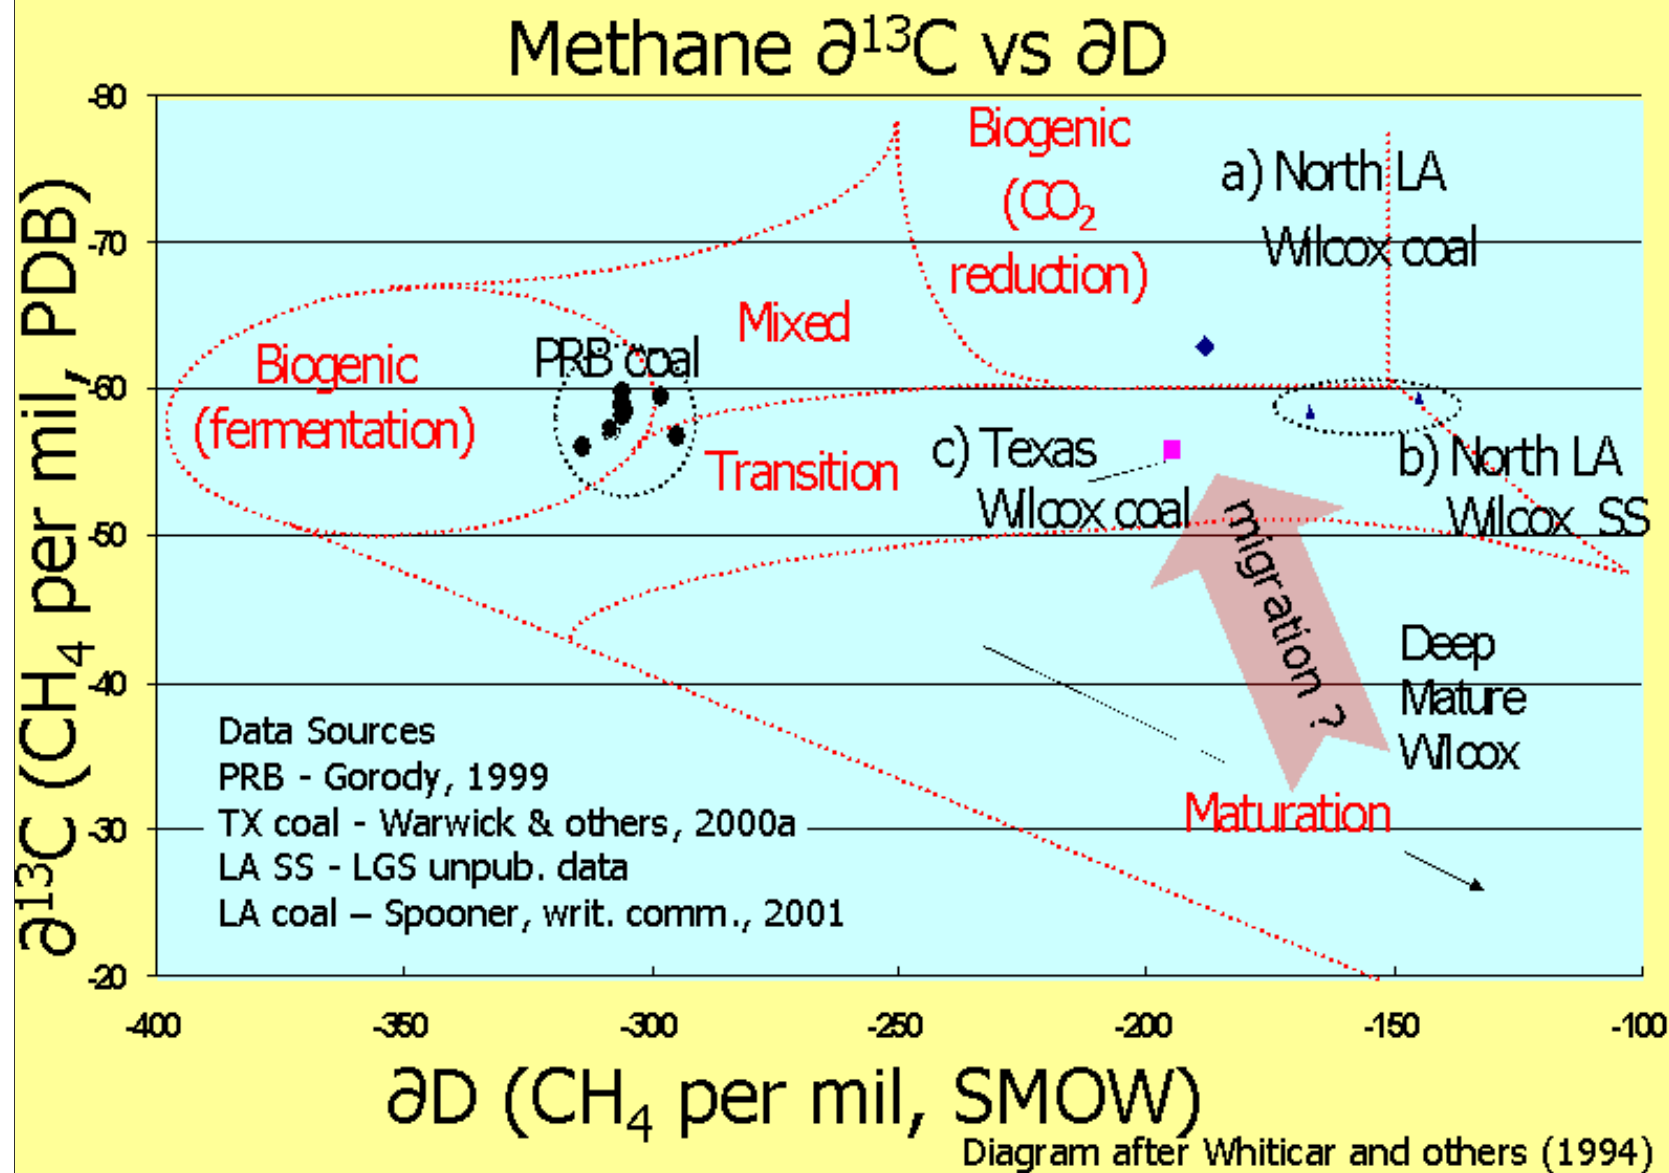 Methane ∂¹³C vs ∂D
∂¹³C (CH₄ per mil, PDB)
-80
-70
-60
-50
-40
-30
-20
Biogenic
(CO₂
reduction)
a) North LA
Wilcox coal
Mixed
PRB coal
Biogenic
(fermentation)
Transition
c) Texas
Wilcox coal
b) North LA
Wilcox SS
migration ?
Deep
Mature
Wilcox
Maturation
Data Sources
PRB - Gorody, 1999
TX coal - Warwick & others, 2000a
LA SS - LGS unpub. data
LA coal – Spooner, writ. comm., 2001
-400 -350 -300 -250 -200 -150 -100
∂D (CH₄ per mil, SMOW)
Diagram after Whiticar and others (1994)